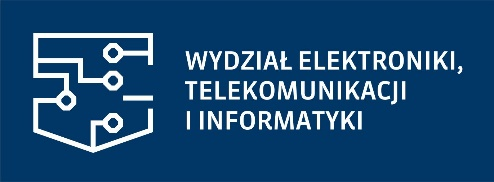 WYDZIAŁ ELEKTRONIKI,
TELEKOMUNIKACJI
I INFORMATYKI